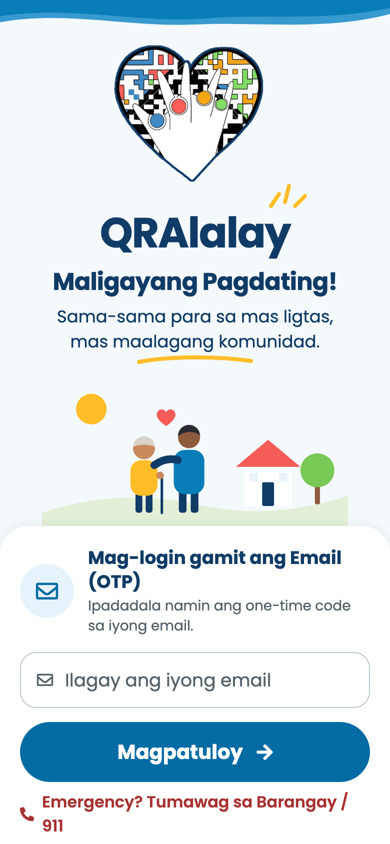 QRAlalay
Maligayang Pagdating!
Sama-sama para sa mas ligtas,
mas maalagang komunidad.
Mag-login gamit ang Email
(OTP)
Ipadadala namin ang one-time code
sa iyong email.
Ilagay ang iyong email
Magpatuloy →
Emergency? Tumawag sa Barangay /
911